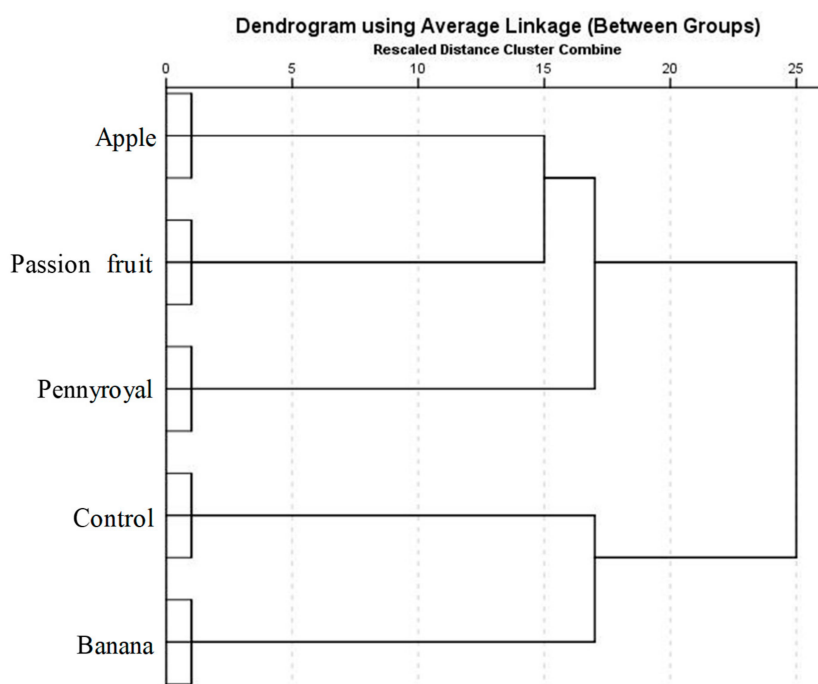 Dendrogram using Average Linkage (Between Groups)
Rescaled Distance Cluster Combine
0 5 10 15 20 25
Apple
Passion fruit
Pennyroyal
Control
Banana